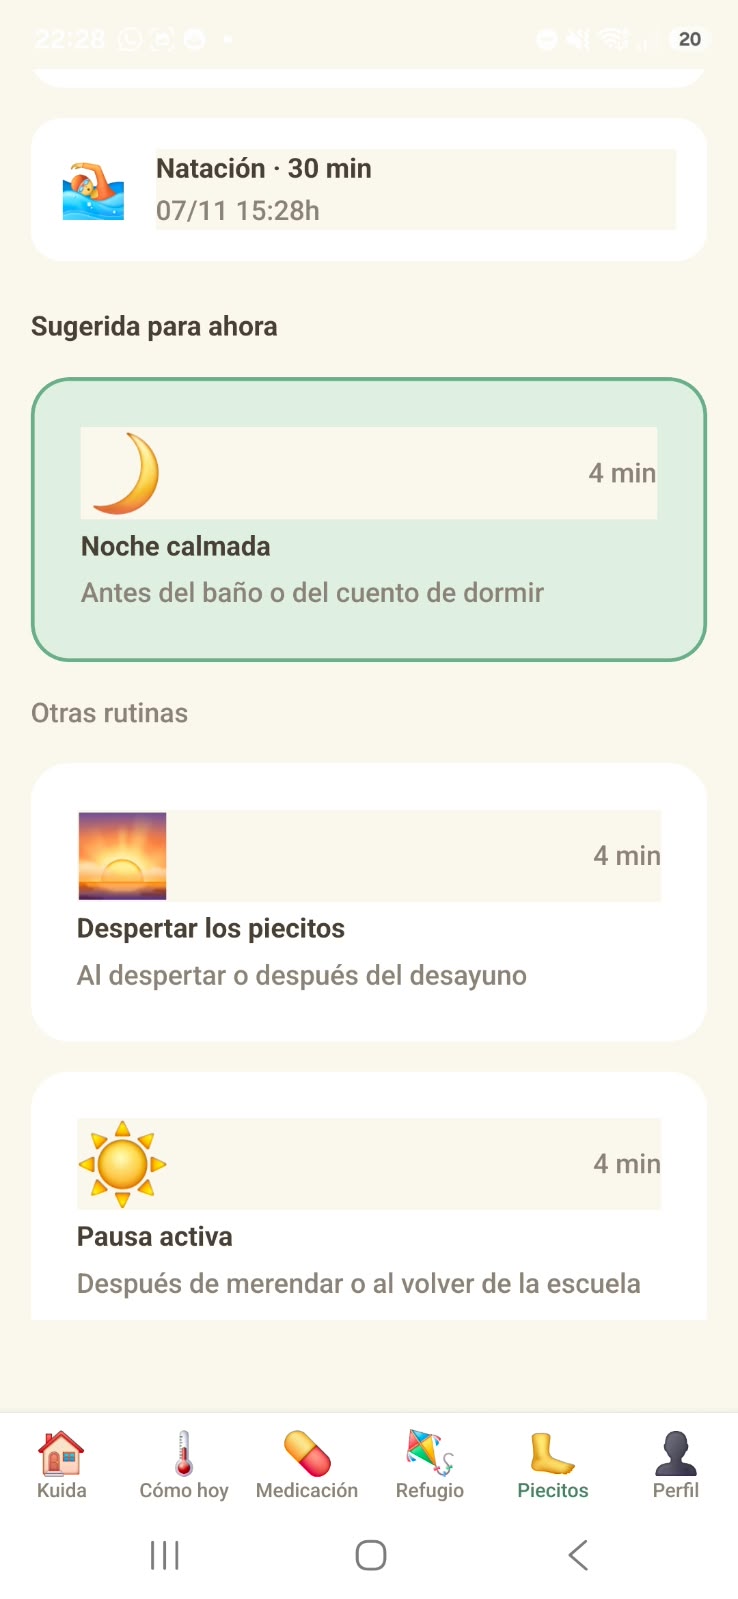 22:28
20
Natación · 30 min
07/11 15:28h
Sugerida para ahora
4 min
Noche calmada
Antes del baño o del cuento de dormir
Otras rutinas
4 min
Despertar los piecitos
Al despertar o después del desayuno
4 min
Pausa activa
Después de merendar o al volver de la escuela
Kuida
Cómo hoy
Medicación
Refugio
Piecitos
Perfil